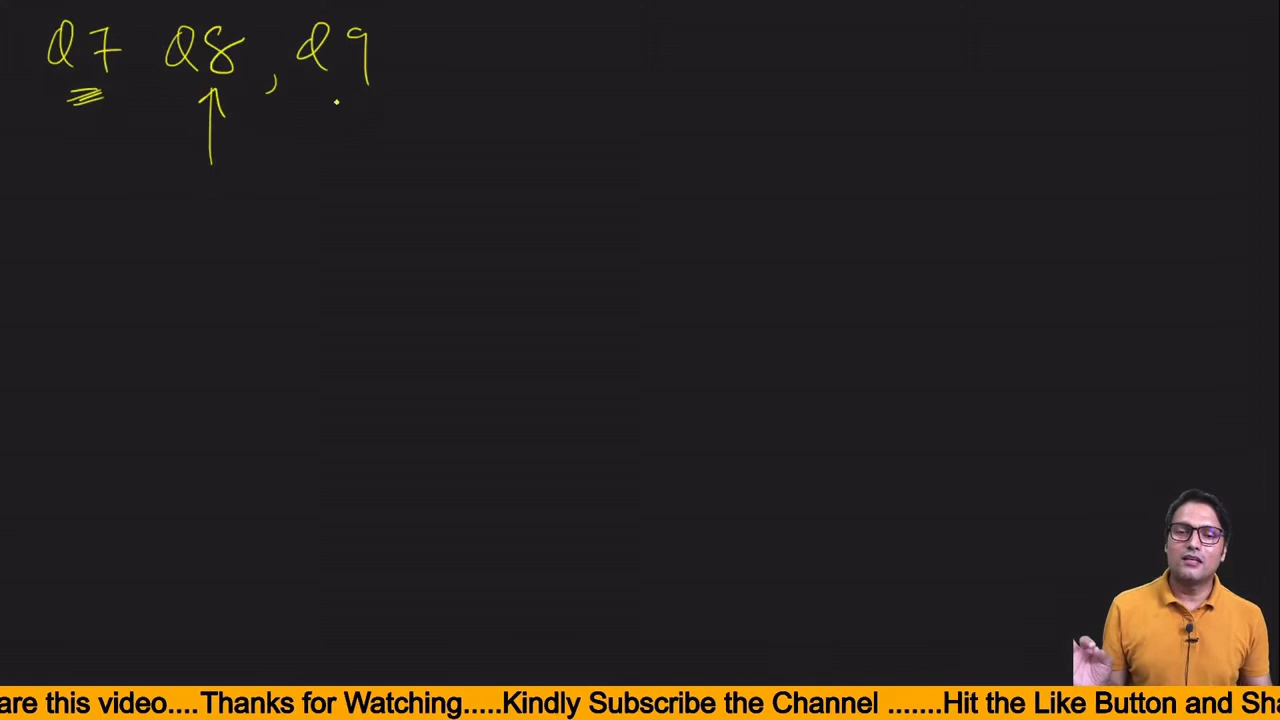 Q7 Q8, Q9
are this video....Thanks for Watching.....Kindly Subscribe the Channel .......Hit the Like Button and Sha